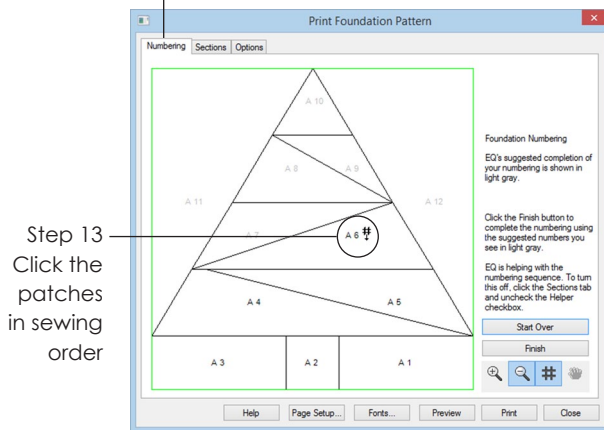 Print Foundation Pattern
Numbering Sections Options
A 10
A 8 A 9
A 11 A 12
A 7
A 6
A 4 A 5
A 3 A 2 A 1
Step 13
Click the
patches
in sewing
order
Foundation Numbering
EQ's suggested completion of
your numbering is shown in
light gray.
Click the Finish button to
complete the numbering using
the suggested numbers you
see in light gray.
EQ is helping with the
numbering sequence. To turn
this off, click the Sections tab
and uncheck the Helper
checkbox.
Start Over
Finish
Help Page Setup... Fonts... Preview Print Close